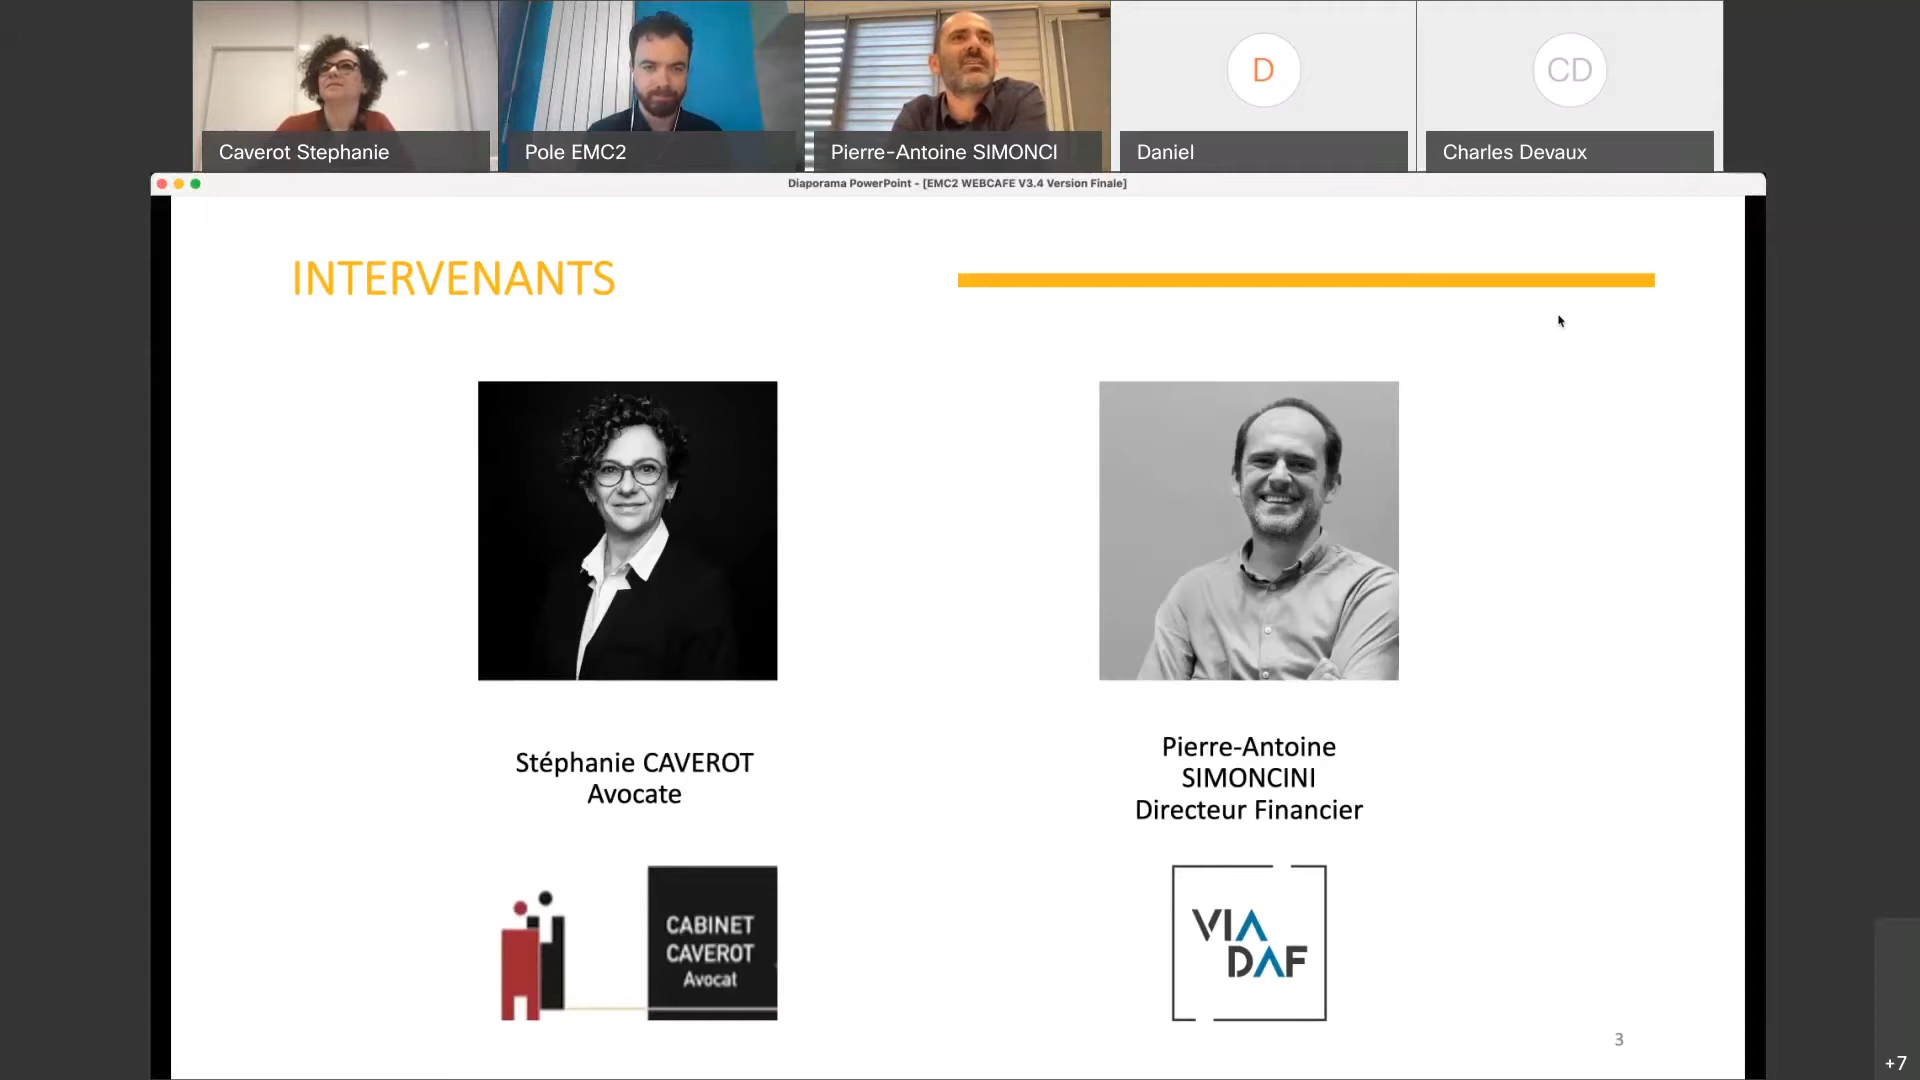 D
CD
Caverot Stephanie
Pole EMC2
Pierre-Antoine SIMONCI
Daniel
Charles Devaux
Diaporama PowerPoint - [EMC2 WEBCAFE V3.4 Version Finale]
INTERVENANTS
Stéphanie CAVEROT
Avocate
Pierre-Antoine
SIMONCINI
Directeur Financier
CABINET
CAVEROT
Avocat
VIA
DAF
3
+7